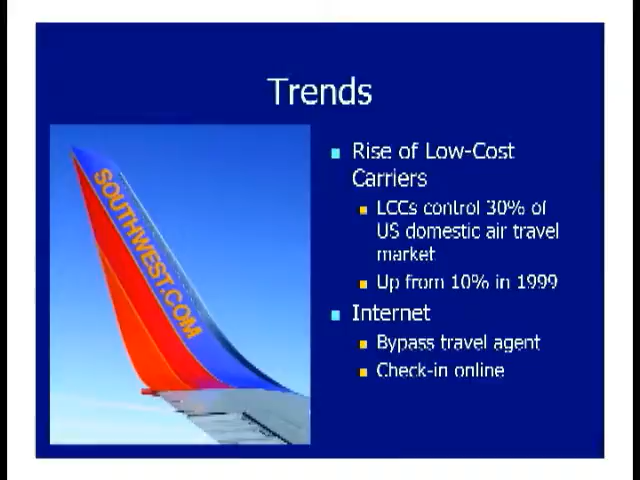 Trends
SOUTHWEST.COM
Rise of Low-Cost
Carriers
LCCs control 30% of
US domestic air travel
market
Up from 10% in 1999
Internet
Bypass travel agent
Check-in online